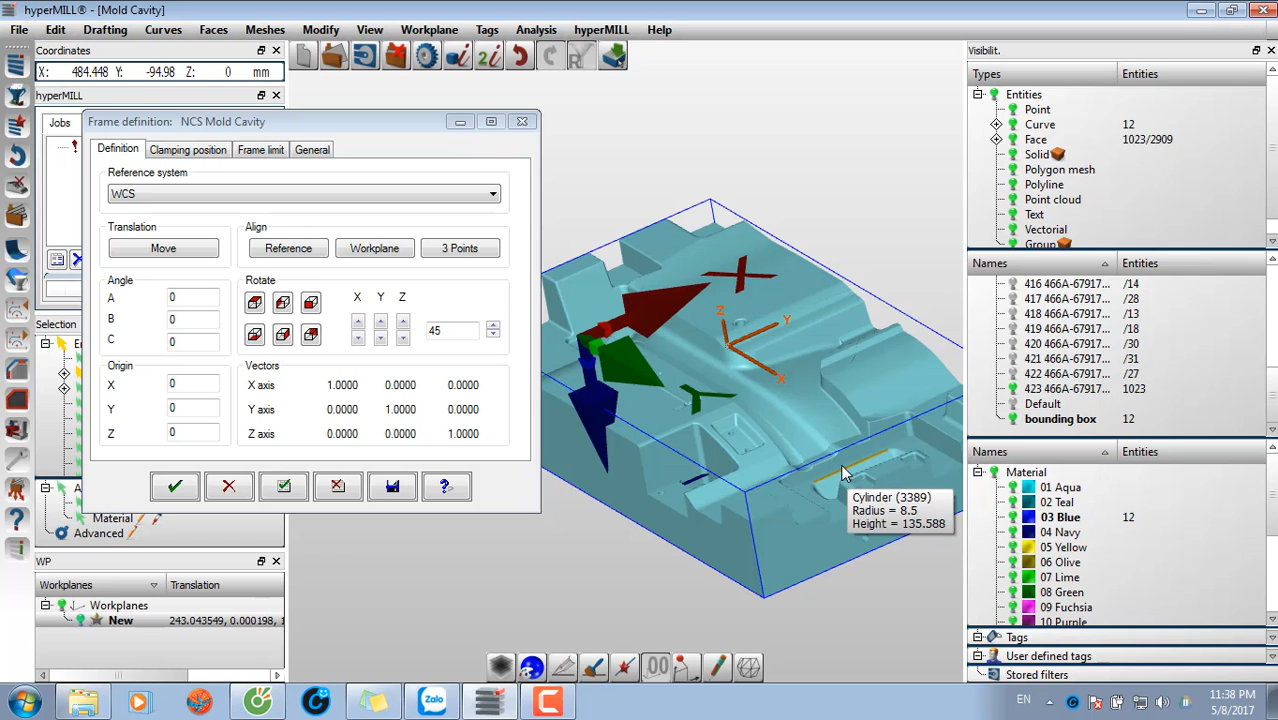 hyperMILL® - [Mold Cavity]
File Edit Drafting Curves Faces Meshes Modify View Workplane Tags Analysis hyperMILL Help
Coordinates
X: 484.448 Y: -94.98 Z: 0 mm
hyperMILL
Jobs
Frame definition: NCS Mold Cavity
Definition Clamping position Frame limit General
Reference system
WCS
Translation Align
Move Reference Workplane 3 Points
Angle Rotate
A 0 X Y Z
B 0 45
C 0
Origin Vectors
X 0 X axis 1.0000 0.0000 0.0000
Y 0 Y axis 0.0000 1.0000 0.0000
Z 0 Z axis 0.0000 0.0000 1.0000
Selection
Material
Advanced
WP
Workplanes Translation
Workplanes
New 243.043549, 0.000198, 1
X
Y
Z
Y
X
Cylinder (3389)
Radius = 8.5
Height = 135.588
Visibilit.
Types Entities
Entities
Point
Curve 12
Face 1023/2909
Solid
Polygon mesh
Polyline
Point cloud
Text
Vectorial
Group
Names Entities
416 466A-67917... /14
417 466A-67917... /28
418 466A-67917... /13
419 466A-67917... /18
420 466A-67917... /30
421 466A-67917... /31
422 466A-67917... /27
423 466A-67917... 1023
Default
bounding box 12
Names Entities
Material
01 Aqua
02 Teal
03 Blue 12
04 Navy
05 Yellow
06 Olive
07 Lime
08 Green
09 Fuchsia
10 Purple
Tags
User defined tags
Stored filters
Zalo
EN
11:38 PM
5/8/2017